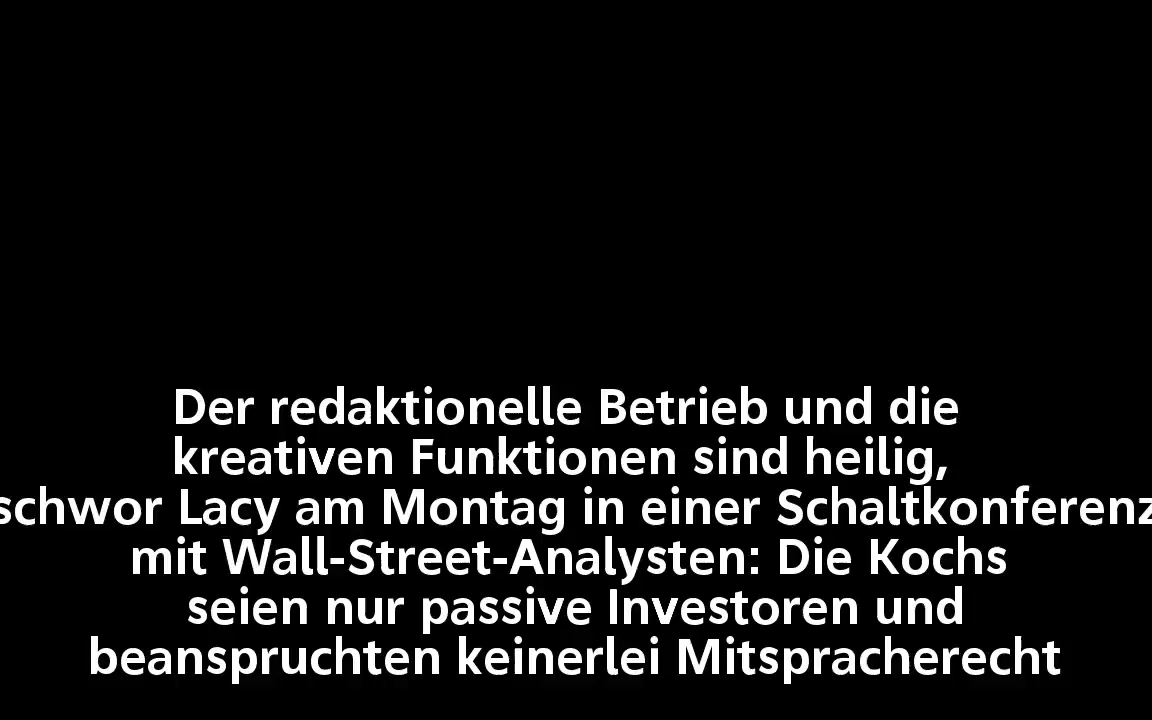 Der redaktionelle Betrieb und die
kreativen Funktionen sind heilig,
schwor Lacy am Montag in einer Schaltkonferenz
mit Wall-Street-Analysten: Die Kochs
seien nur passive Investoren und
beanspruchten keinerlei Mitspracherecht